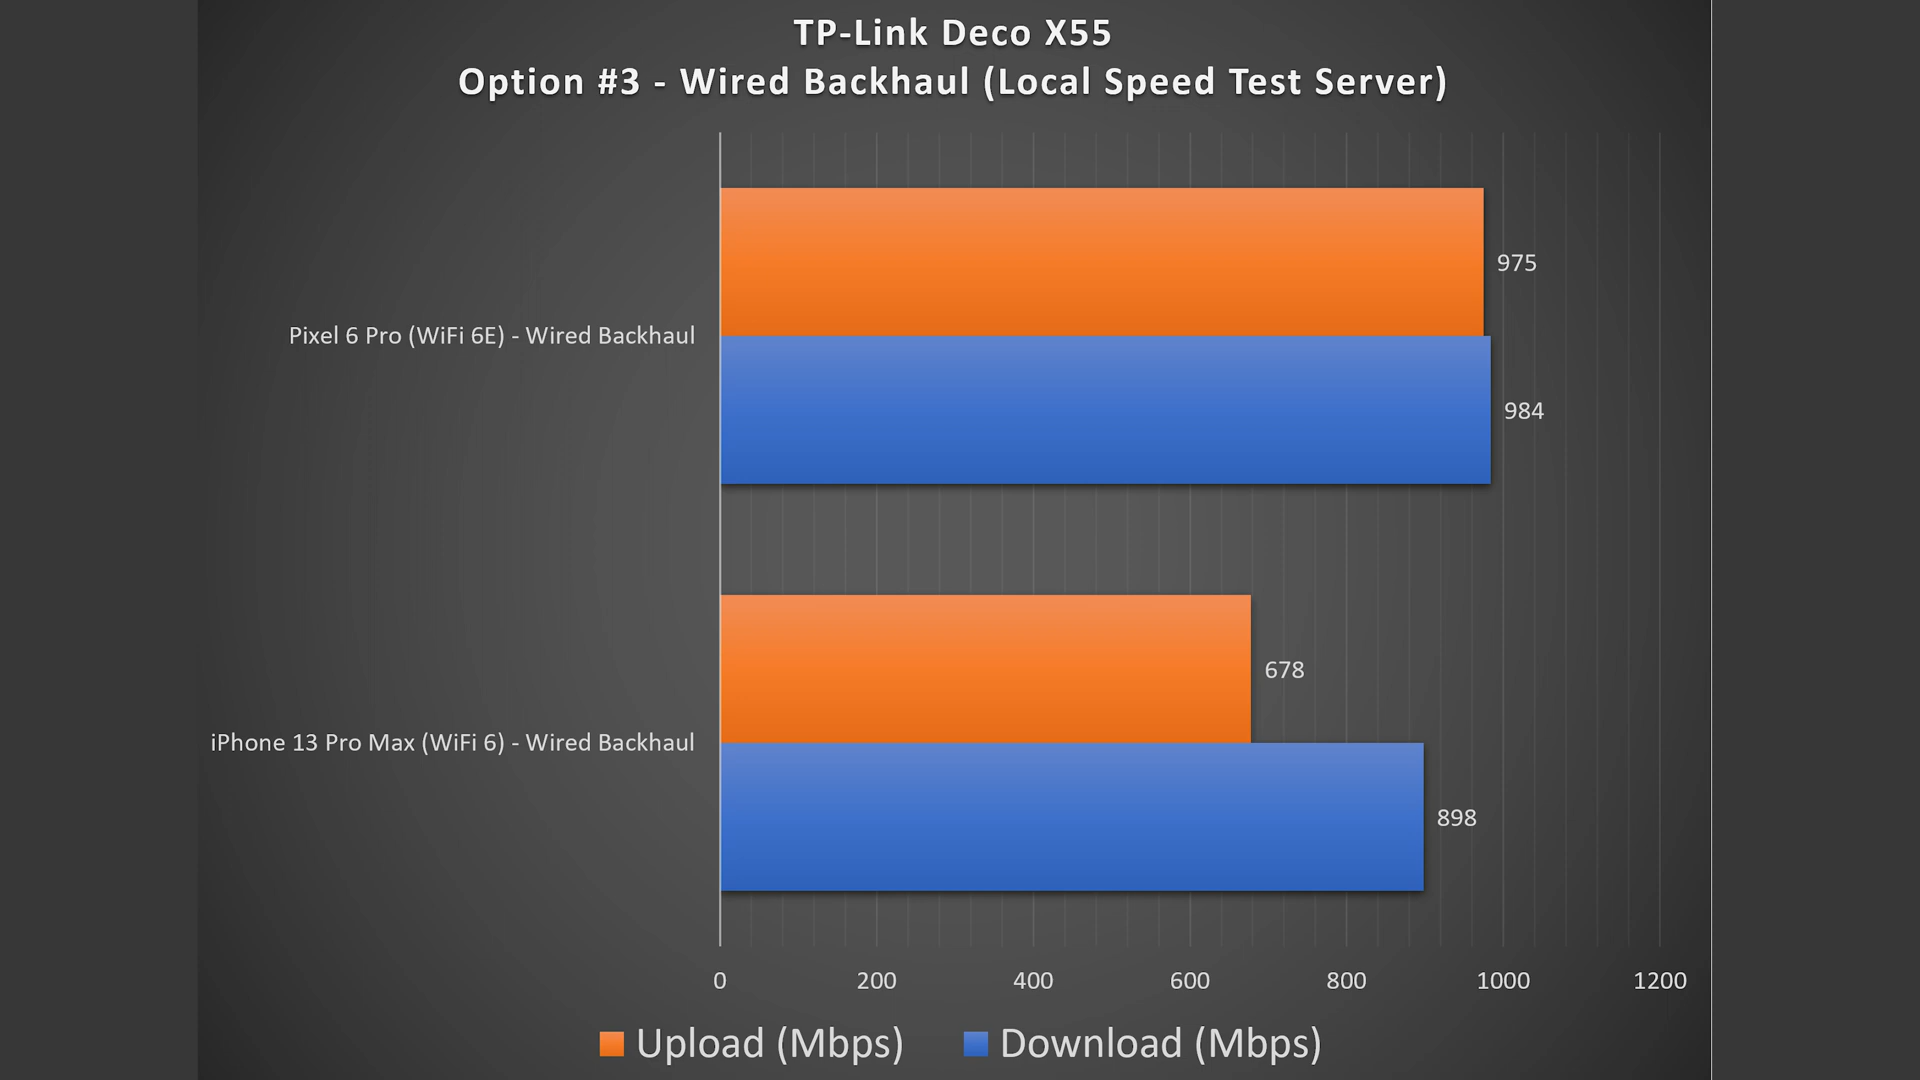 TP-Link Deco X55
Option #3 - Wired Backhaul (Local Speed Test Server)
975
Pixel 6 Pro (WiFi 6E) - Wired Backhaul
984
678
iPhone 13 Pro Max (WiFi 6) - Wired Backhaul
898
0 200 400 600 800 1000 1200
Upload (Mbps) Download (Mbps)